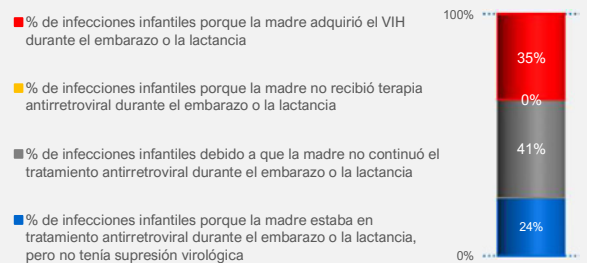 % de infecciones infantiles porque la madre adquirió el VIH
durante el embarazo o la lactancia
% de infecciones infantiles porque la madre no recibió terapia
antirretroviral durante el embarazo o la lactancia
% de infecciones infantiles debido a que la madre no continuó el
tratamiento antirretroviral durante el embarazo o la lactancia
% de infecciones infantiles porque la madre estaba en
tratamiento antirretroviral durante el embarazo o la lactancia,
pero no tenía supresión virológica
100%
35%
0%
41%
24%
0%